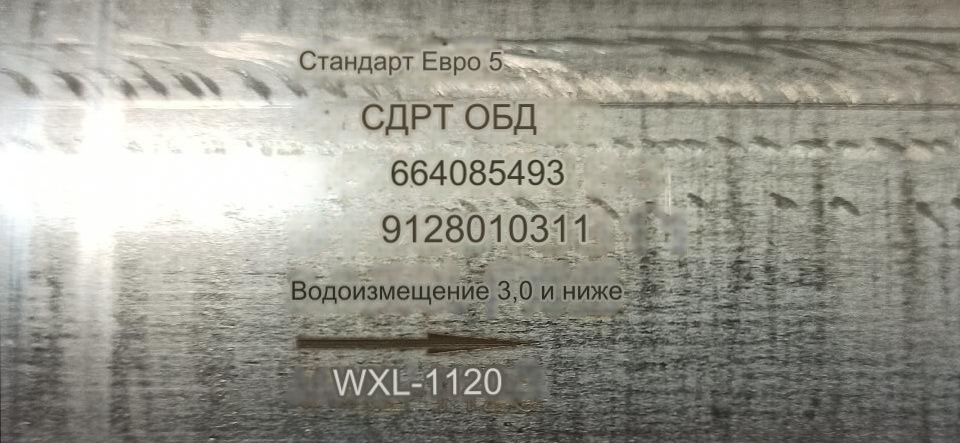 Стандарт Евро 5
СДРТ ОБД
664085493
9128010311
Водоизмещение 3,0 и ниже
WXL-1120